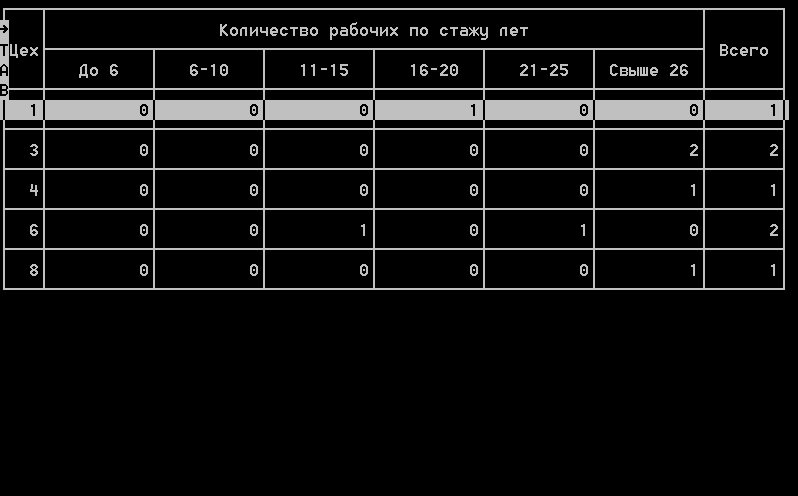 Количество рабочих по стажу лет
→
Т Цех Всего
А До 6 6-10 11-15 16-20 21-25 Свыше 26
В
1 0 0 0 1 0 0 1
3 0 0 0 0 0 2 2
4 0 0 0 0 0 1 1
6 0 0 1 0 1 0 2
8 0 0 0 0 0 1 1